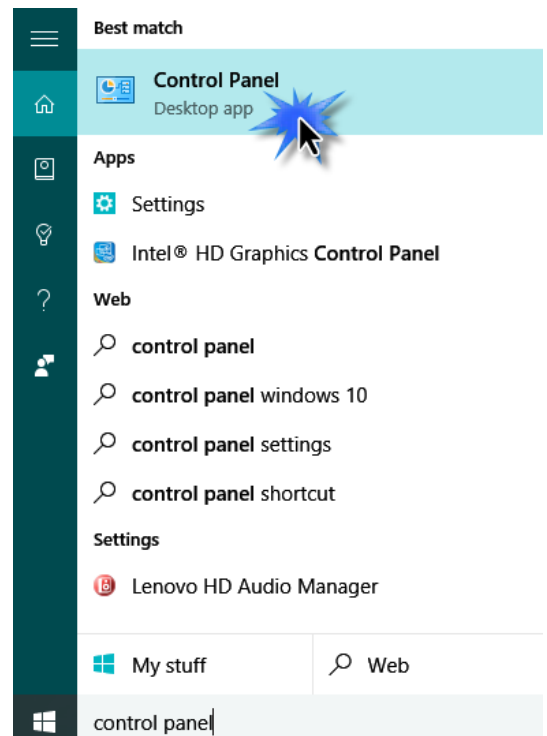 Best match
Control Panel
Desktop app
Apps
Settings
Intel® HD Graphics Control Panel
Web
control panel
control panel windows 10
control panel settings
control panel shortcut
Settings
Lenovo HD Audio Manager
My stuff
Web
control panel